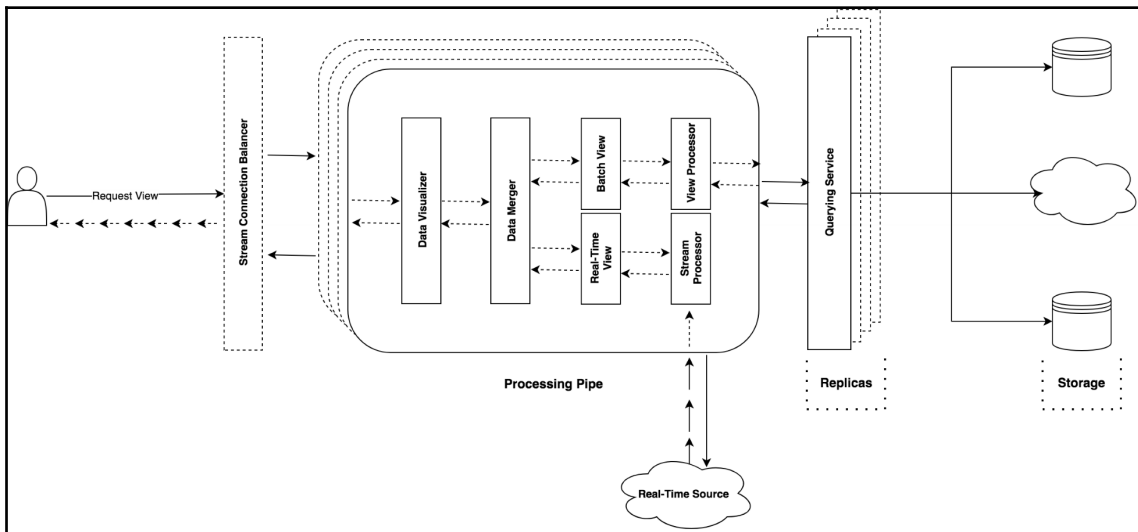 Request View
Stream Connection Balancer
Data Visualizer
Data Merger
Batch View
View Processor
Real-Time
View
Stream
Processor
Querying Service
Processing Pipe
Replicas
Storage
Real-Time Source